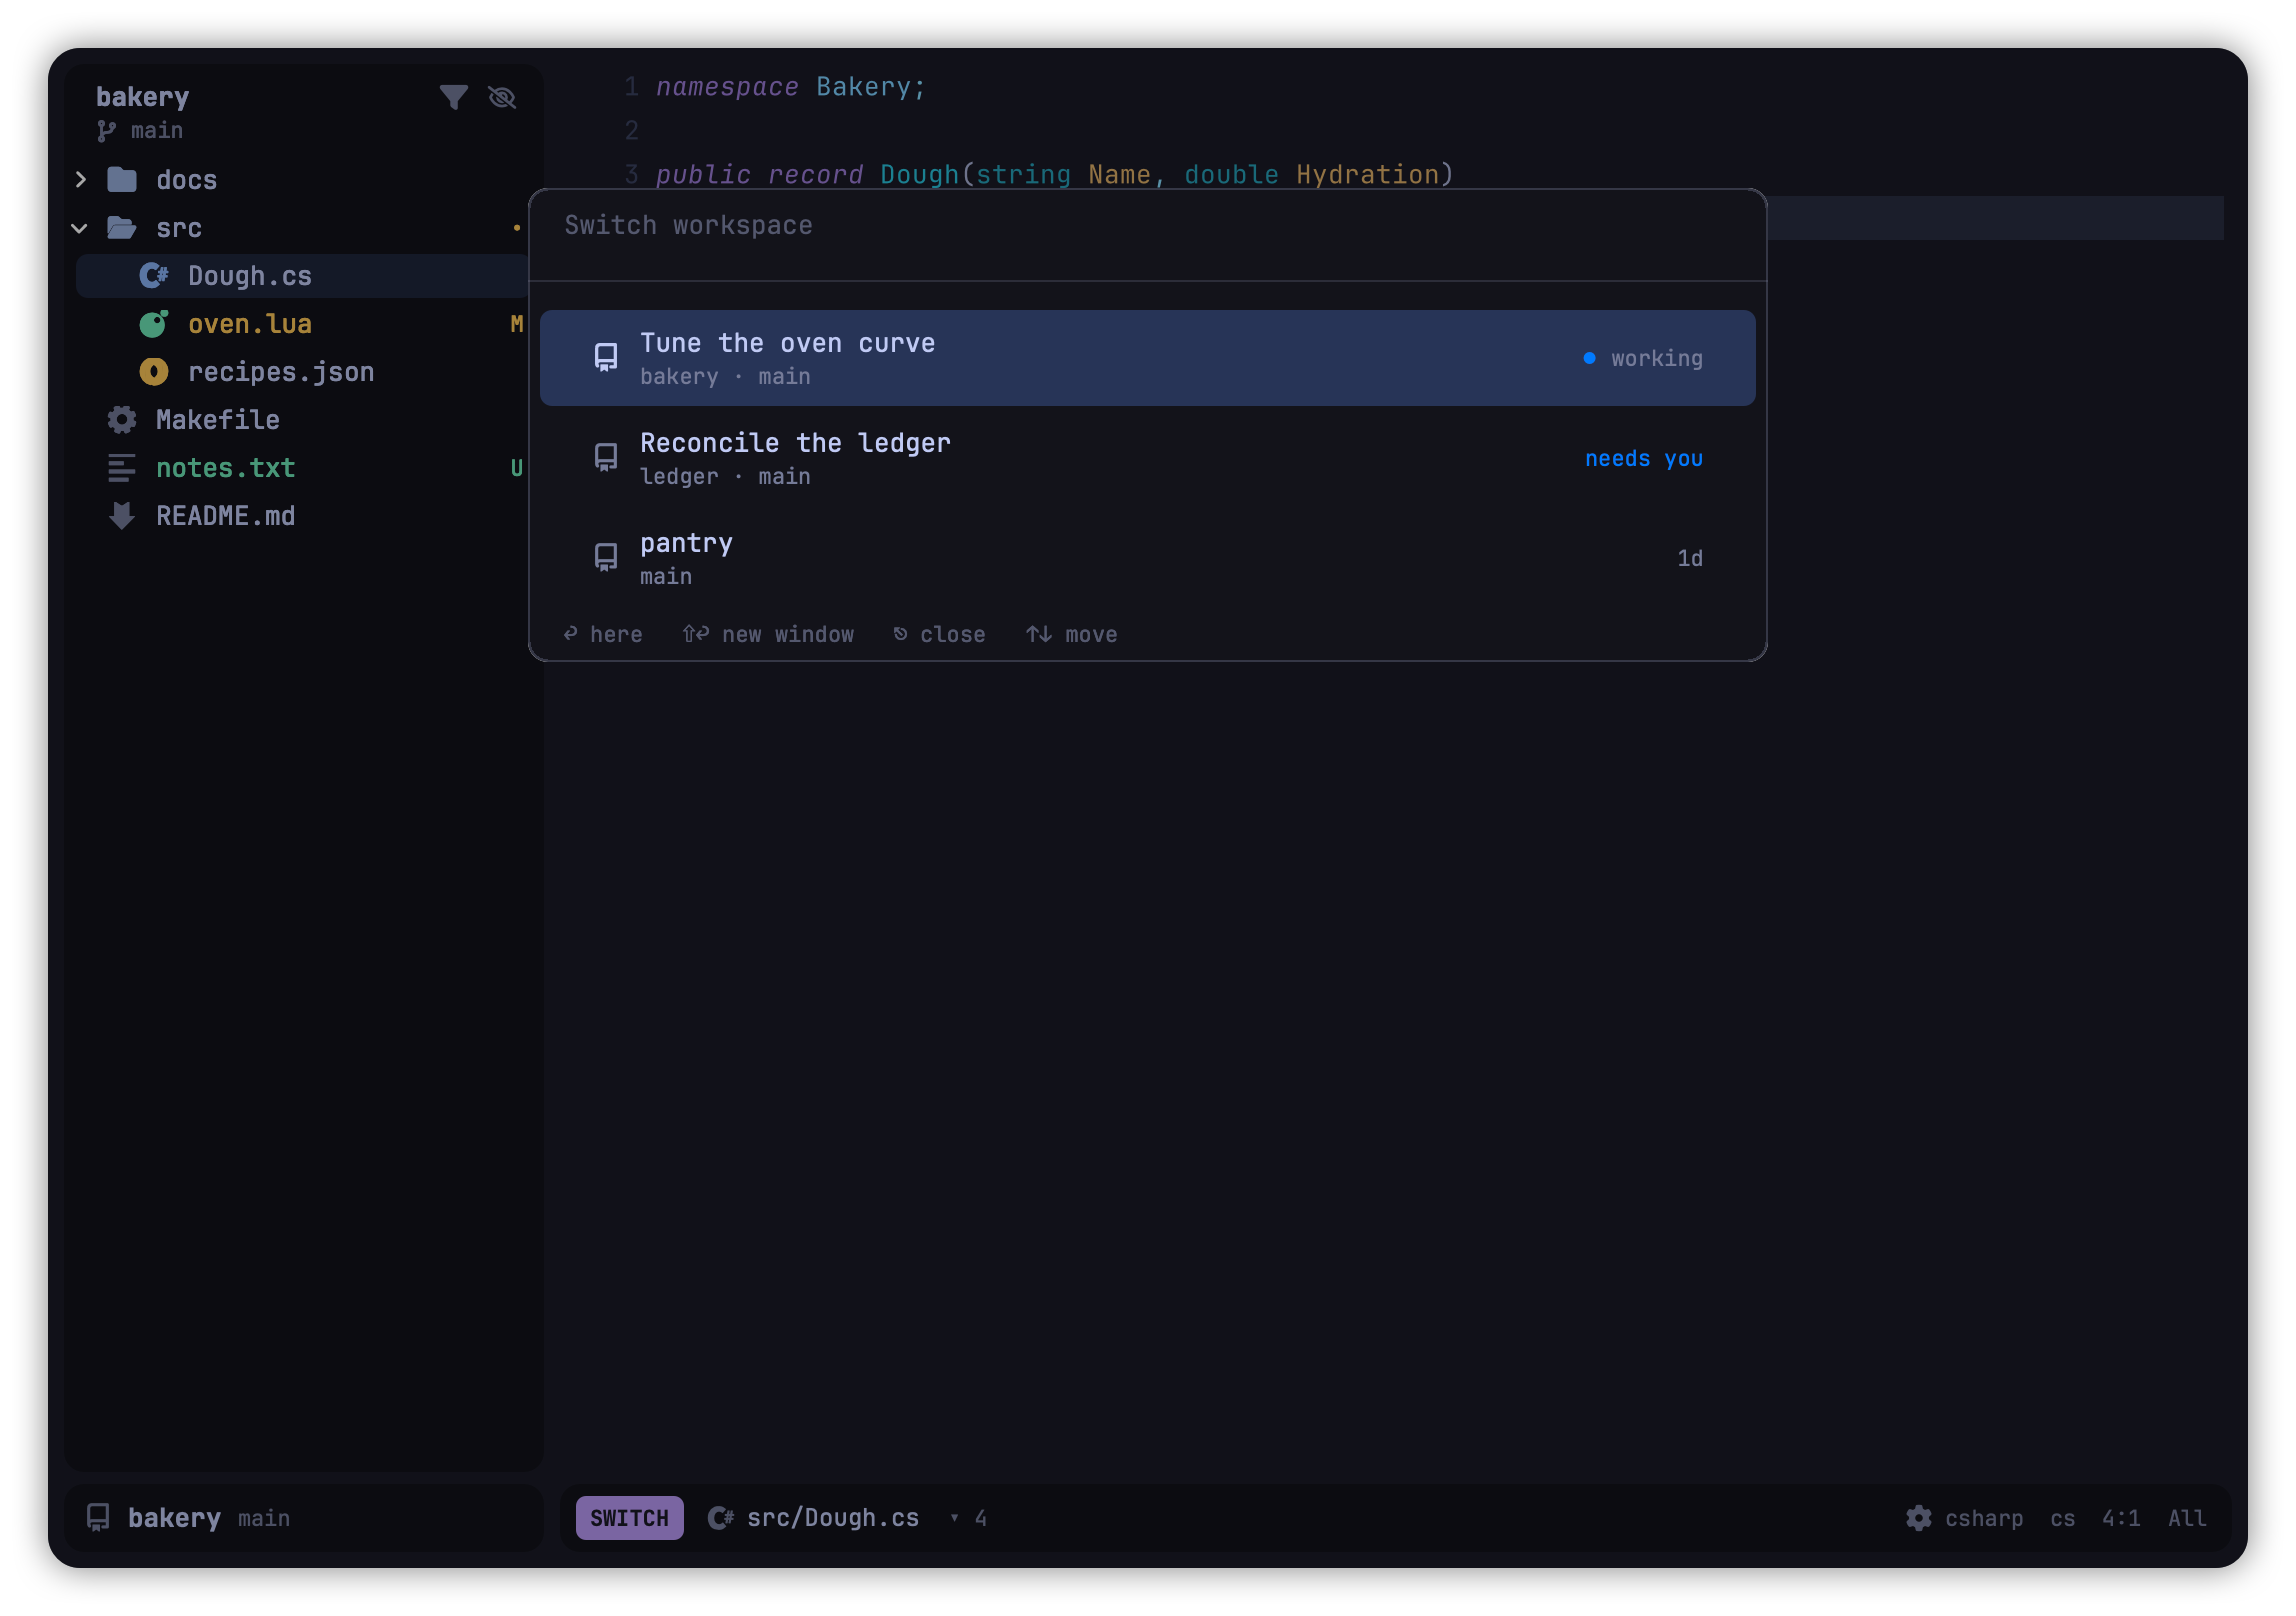 bakery
main
docs
src
Dough.cs
oven.lua M
recipes.json
Makefile
notes.txt U
README.md
1 namespace Bakery;
2
3 public record Dough(string Name, double Hydration)
Switch workspace
Tune the oven curve
bakery · main
● working
Reconcile the ledger
ledger · main
needs you
pantry
main
1d
↩ here ⇧↩ new window ⎋ close ↑↓ move
bakery main
SWITCH src/Dough.cs ▾ 4 csharp cs 4:1 All